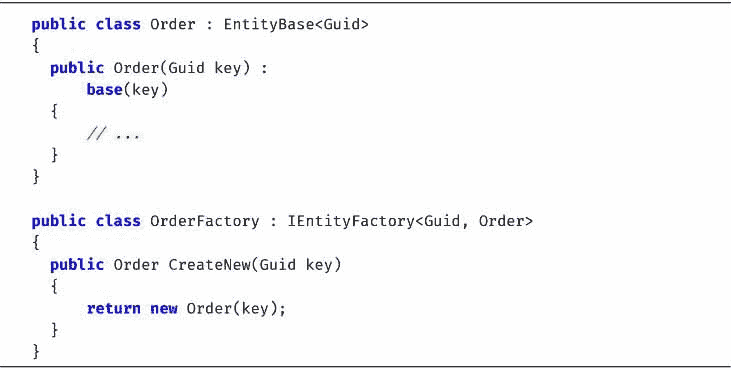 public class Order : EntityBase<Guid>
{
  public Order(Guid key) :
      base(key)
  {
      // ...
  }
}

public class OrderFactory : IEntityFactory<Guid, Order>
{
  public Order CreateNew(Guid key)
  {
      return new Order(key);
  }
}